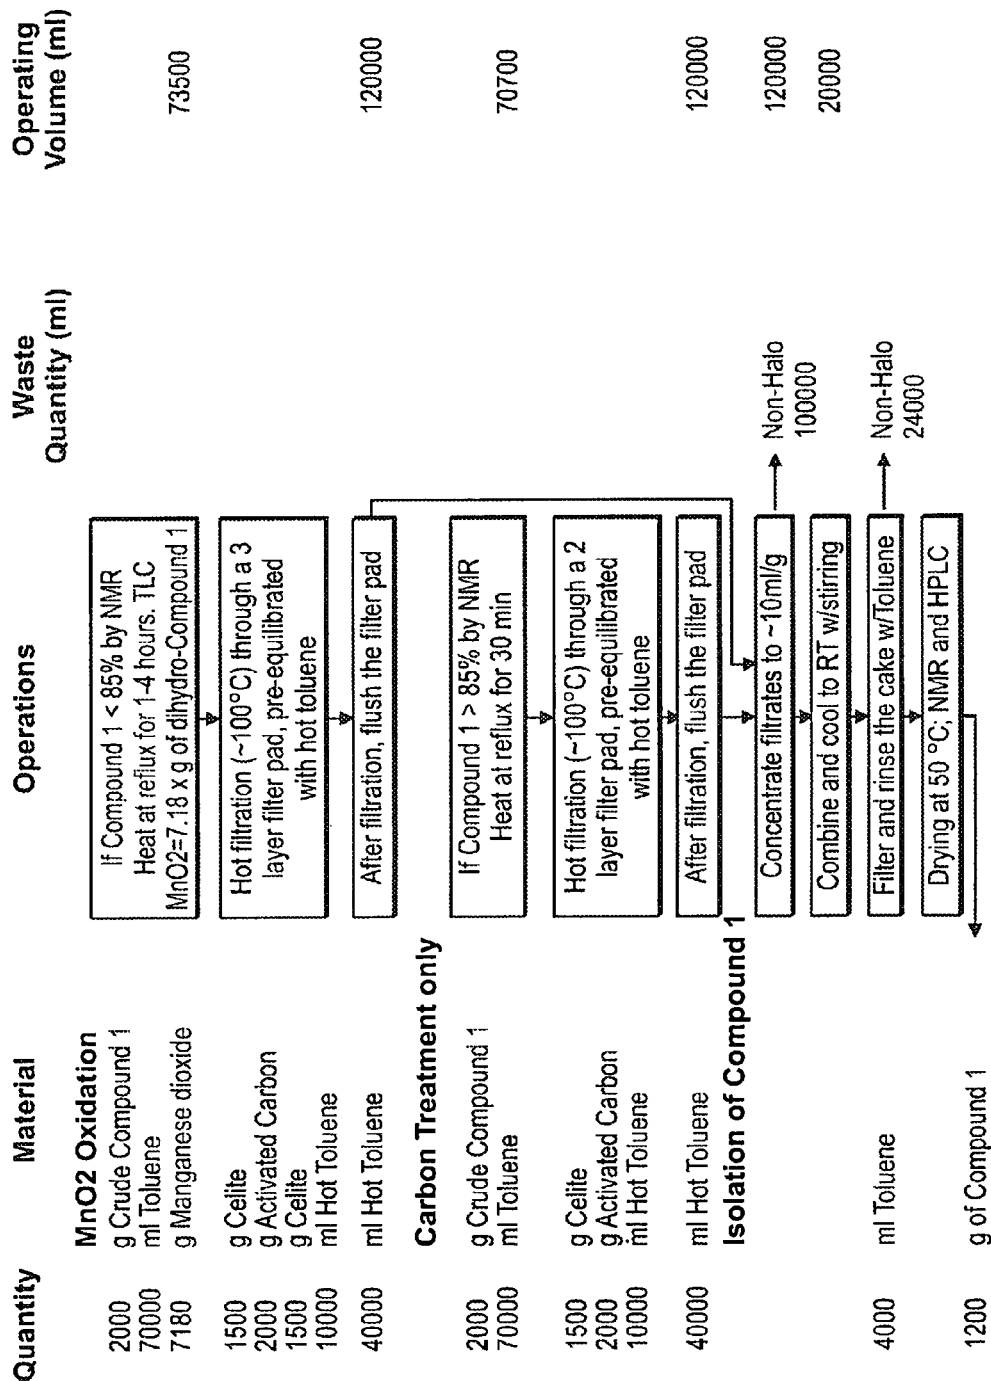 Quantity Material Operations Waste Quantity (ml) Operating Volume (ml)
MnO2 Oxidation
2000 g Crude Compound 1
70000 ml Toluene
7180 g Manganese dioxide
If Compound 1 < 85% by NMR
Heat at reflux for 1-4 hours. TLC
MnO2=7.18 x g of dihydro-Compound 1
73500
1500 g Celite
2000 g Activated Carbon
1500 g Celite
10000 ml Hot Toluene
Hot filtration (~100°C) through a 3
layer filter pad, pre-equilibrated
with hot toluene
40000 ml Hot Toluene
After filtration, flush the filter pad
120000
Carbon Treatment only
2000 g Crude Compound 1
70000 ml Toluene
If Compound 1 > 85% by NMR
Heat at reflux for 30 min
70700
1500 g Celite
2000 g Activated Carbon
10000 ml Hot Toluene
Hot filtration (~100°C) through a 2
layer filter pad, pre-equilibrated
with hot toluene
40000 ml Hot Toluene
After filtration, flush the filter pad
120000
Isolation of Compound 1
Concentrate filtrates to ~10ml/g
Non-Halo
100000
120000
Combine and cool to RT w/stirring
20000
4000 ml Toluene
Filter and rinse the cake w/Toluene
Non-Halo
24000
Drying at 50 °C; NMR and HPLC
1200 g of Compound 1